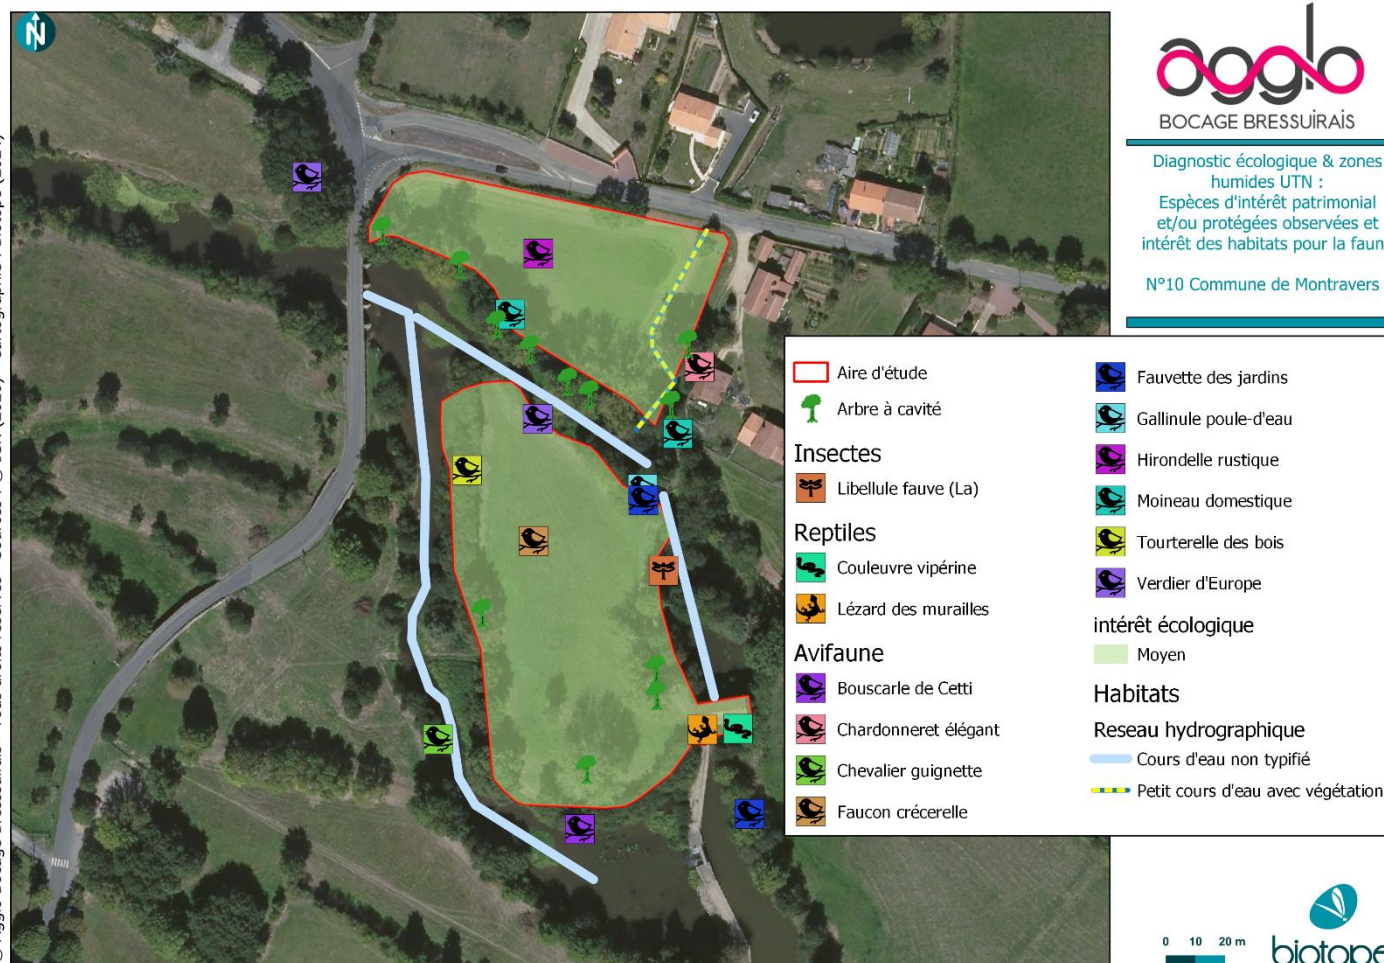 N
agglo
BOCAGE BRESSUIRAIS
Diagnostic écologique & zones
humides UTN :
Espèces d'intérêt patrimonial
et/ou protégées observées et
intérêt des habitats pour la faun
N°10 Commune de Montravers
Aire d'étude
Arbre à cavité
Insectes
Libellule fauve (La)
Reptiles
Couleuvre vipérine
Lézard des murailles
Avifaune
Bouscarle de Cetti
Chardonneret élégant
Chevalier guignette
Faucon crécerelle
Fauvette des jardins
Gallinule poule-d'eau
Hirondelle rustique
Moineau domestique
Tourterelle des bois
Verdier d'Europe
intérêt écologique
Moyen
Habitats
Reseau hydrographique
Cours d'eau non typifié
Petit cours d'eau avec végétation
0 10 20 m
biotope